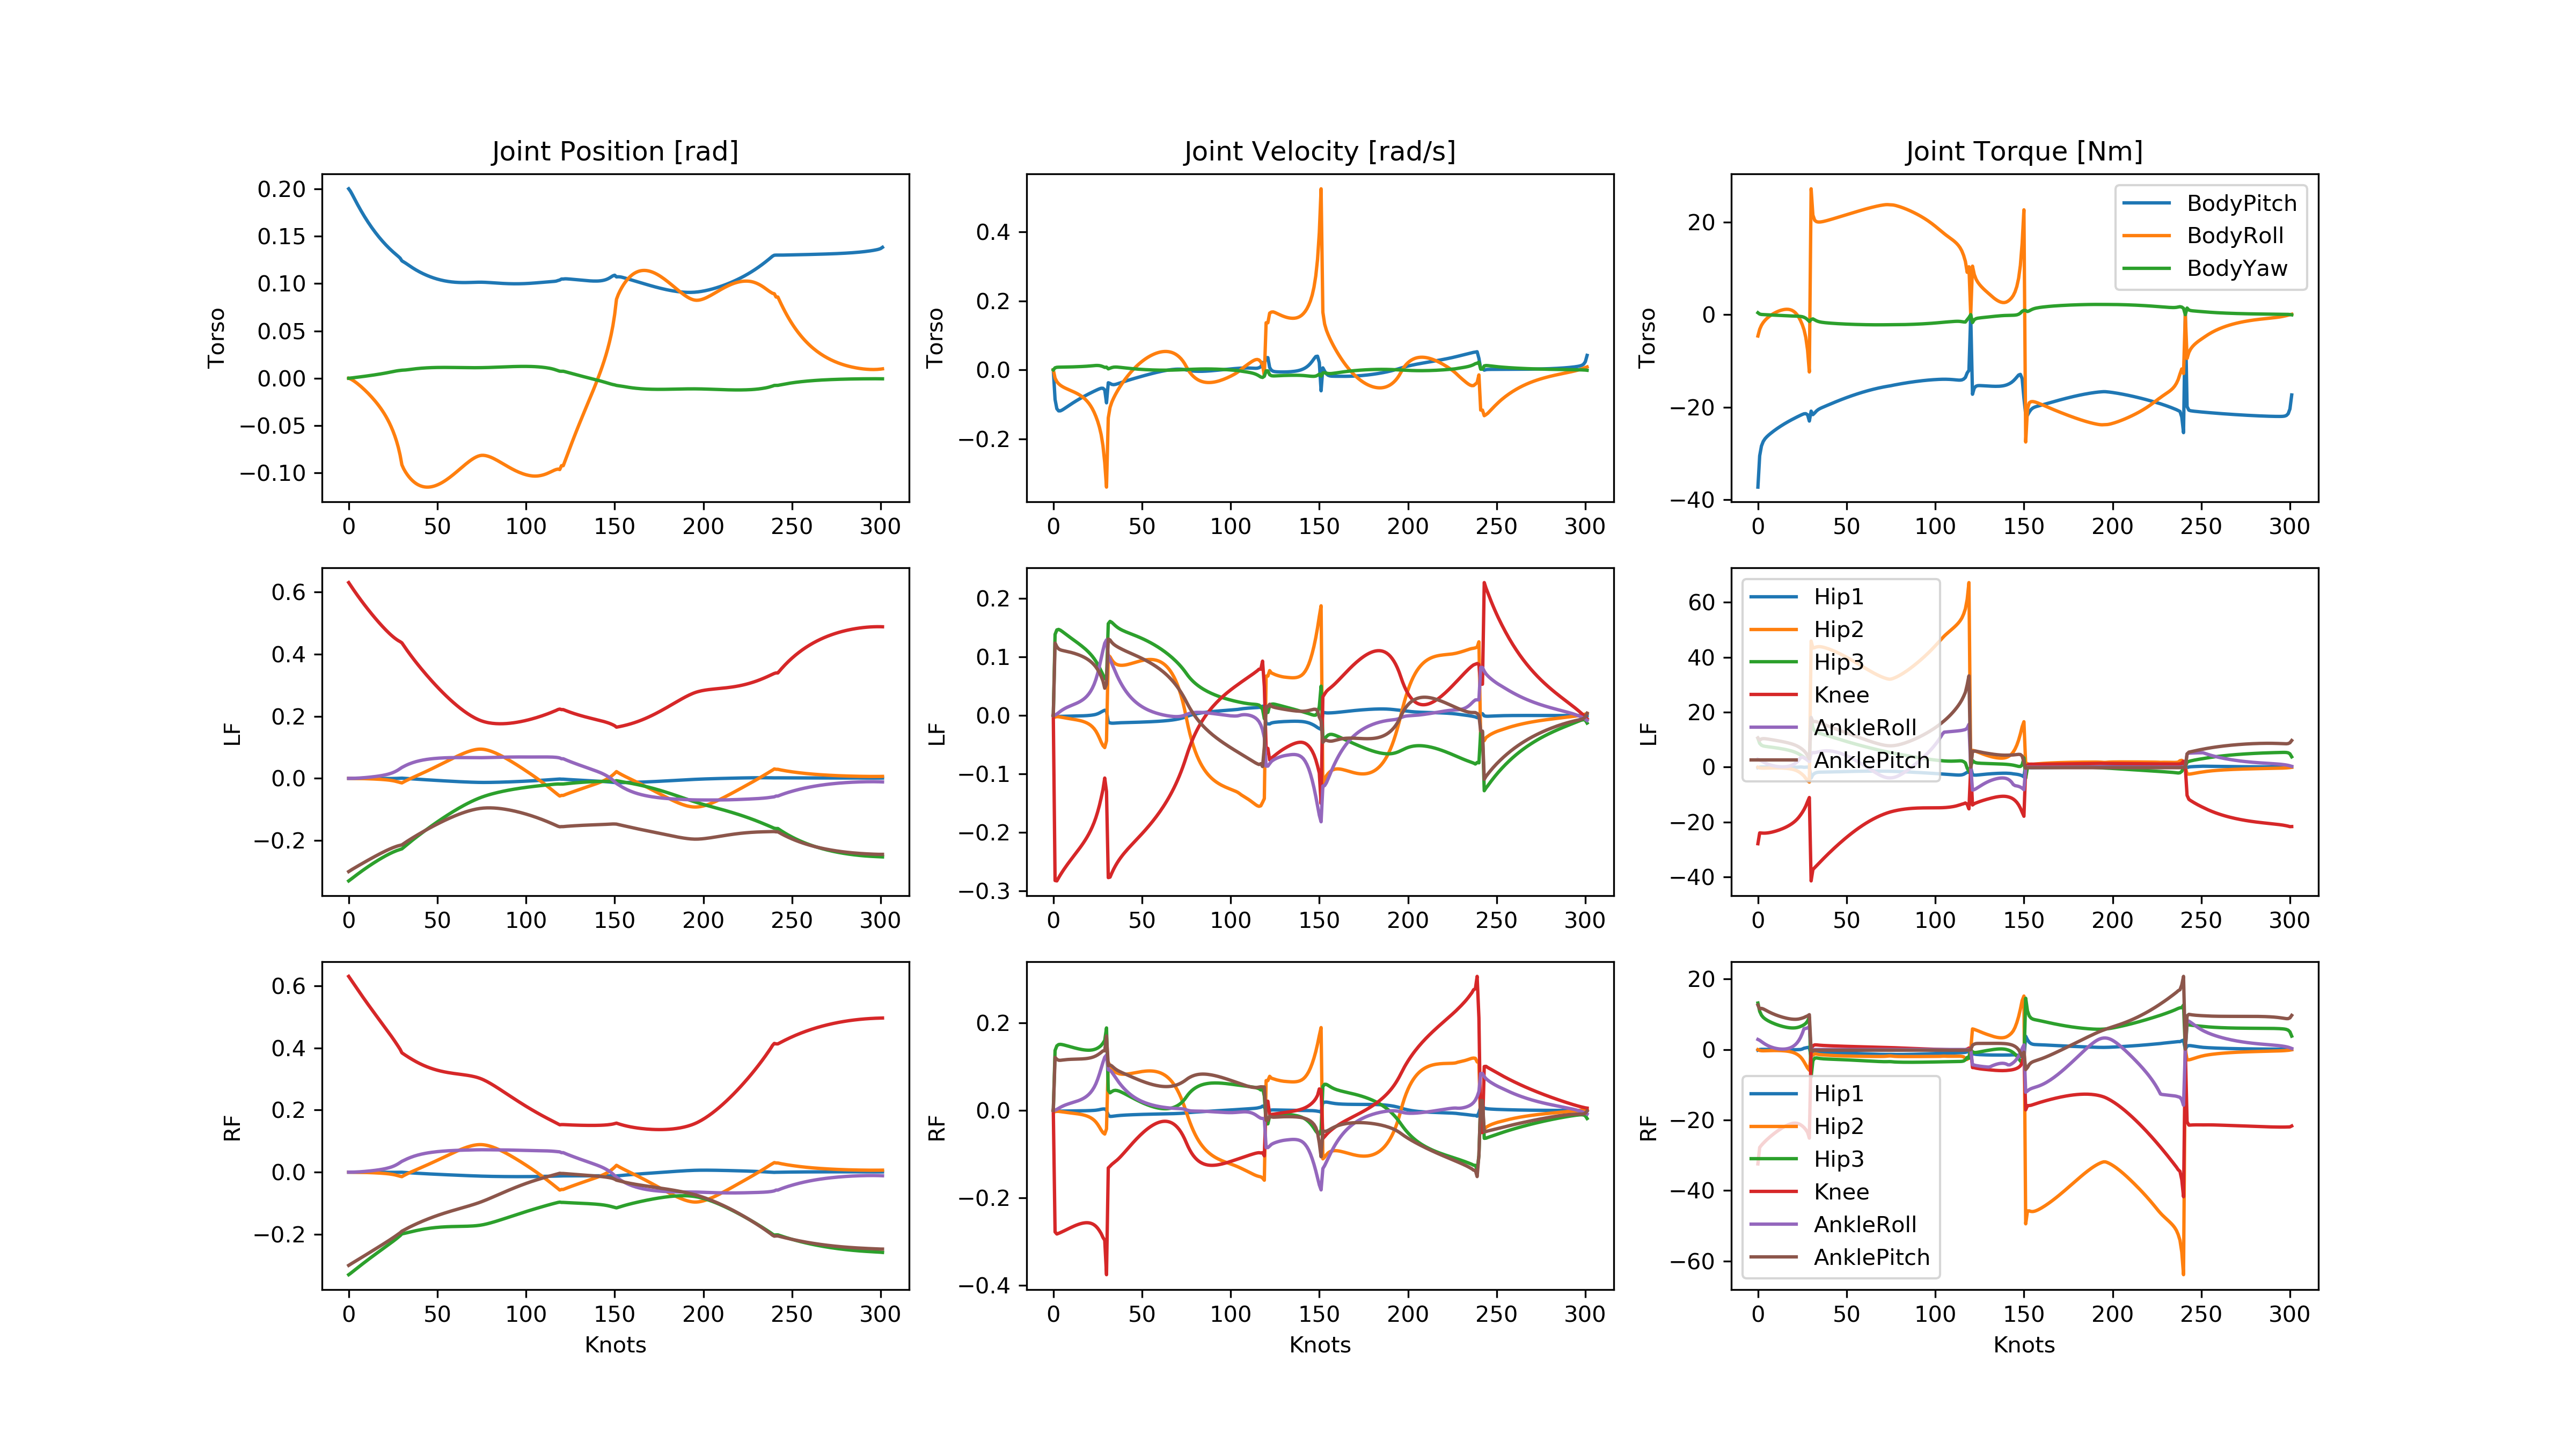 Joint Position [rad]
Joint Velocity [rad/s]
Joint Torque [Nm]
Torso
0.20
0.15
0.10
0.05
0.00
−0.05
−0.10
0 50 100 150 200 250 300
Torso
0.4
0.2
0.0
−0.2
0 50 100 150 200 250 300
Torso
20
0
−20
−40
0 50 100 150 200 250 300
BodyPitch
BodyRoll
BodyYaw
LF
0.6
0.4
0.2
0.0
−0.2
0 50 100 150 200 250 300
LF
0.2
0.1
0.0
−0.1
−0.2
−0.3
0 50 100 150 200 250 300
LF
60
40
20
0
−20
−40
0 50 100 150 200 250 300
Hip1
Hip2
Hip3
Knee
AnkleRoll
AnklePitch
RF
0.6
0.4
0.2
0.0
−0.2
0 50 100 150 200 250 300
Knots
RF
0.2
0.0
−0.2
−0.4
0 50 100 150 200 250 300
Knots
RF
20
0
−20
−40
−60
0 50 100 150 200 250 300
Knots
Hip1
Hip2
Hip3
Knee
AnkleRoll
AnklePitch